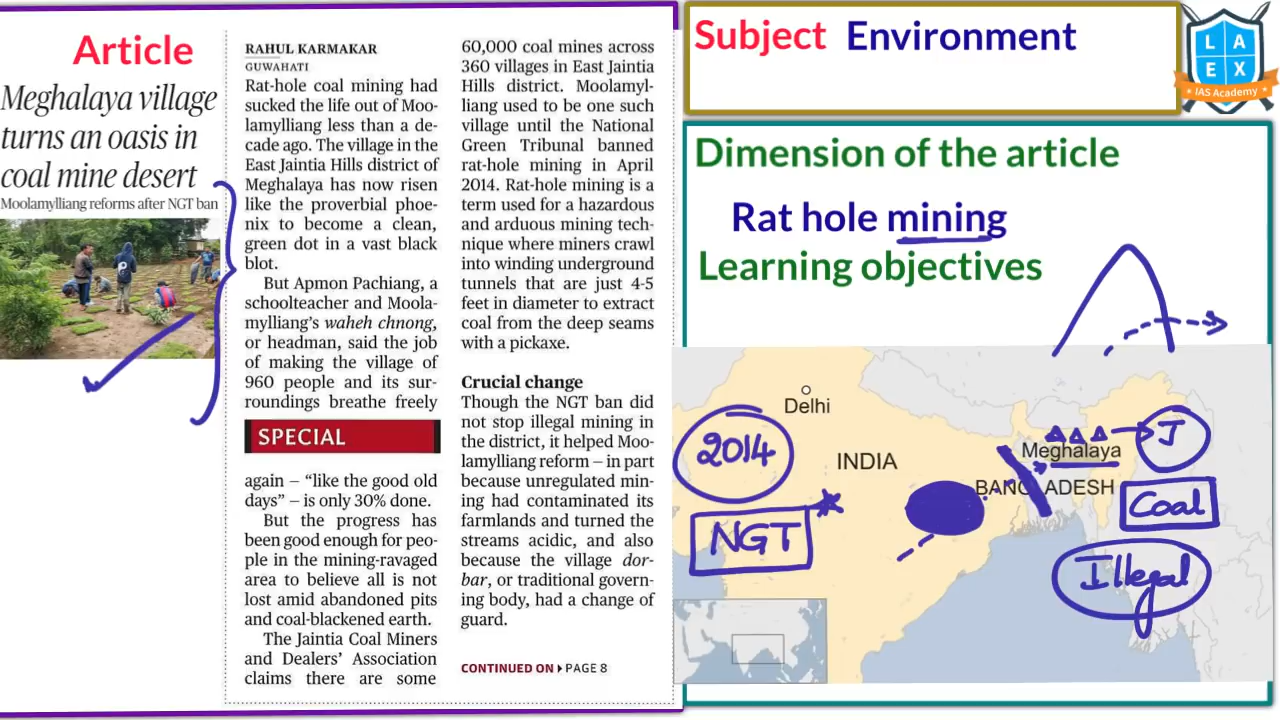 Article
Meghalaya village
turns an oasis in
coal mine desert
Moolamylliang reforms after NGT ban
RAHUL KARMAKAR
GUWAHATI
Rat-hole coal mining had
sucked the life out of Moo-
lamylliang less than a de-
cade ago. The village in the
East Jaintia Hills district of
Meghalaya has now risen
like the proverbial phoe-
nix to become a clean,
green dot in a vast black
blot.
But Apmon Pachiang, a
schoolteacher and Moola-
mylliang's waheh chnong,
or headman, said the job
of making the village of
960 people and its sur-
roundings breathe freely
SPECIAL
again – "like the good old
days" – is only 30% done.
But the progress has
been good enough for peo-
ple in the mining-ravaged
area to believe all is not
lost amid abandoned pits
and coal-blackened earth.
The Jaintia Coal Miners
and Dealers' Association
claims there are some
60,000 coal mines across
360 villages in East Jaintia
Hills district. Moolamyl-
liang used to be one such
village until the National
Green Tribunal banned
rat-hole mining in April
2014. Rat-hole mining is a
term used for a hazardous
and arduous mining tech-
nique where miners crawl
into winding underground
tunnels that are just 4-5
feet in diameter to extract
coal from the deep seams
with a pickaxe.
Crucial change
Though the NGT ban did
not stop illegal mining in
the district, it helped Moo-
lamylliang reform – in part
because unregulated min-
ing had contaminated its
farmlands and turned the
streams acidic, and also
because the village dor-
bar, or traditional govern-
ing body, had a change of
guard.
CONTINUED ON PAGE 8
Subject Environment
L A
E X
IAS Academy
Dimension of the article
Rat hole mining
Learning objectives
Delhi
INDIA
Meghalaya
BANGLADESH
2014
NGT
J
Coal
Illegal